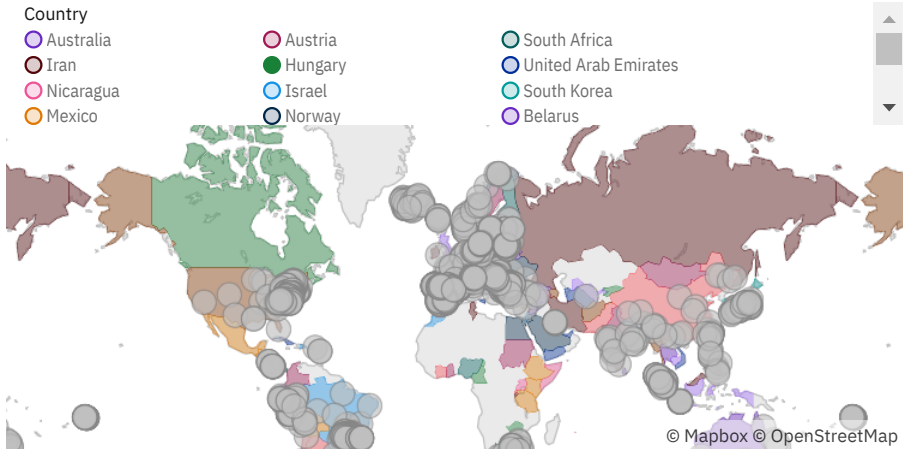 Country
Australia Austria South Africa
Iran Hungary United Arab Emirates
Nicaragua Israel South Korea
Mexico Norway Belarus
© Mapbox © OpenStreetMap